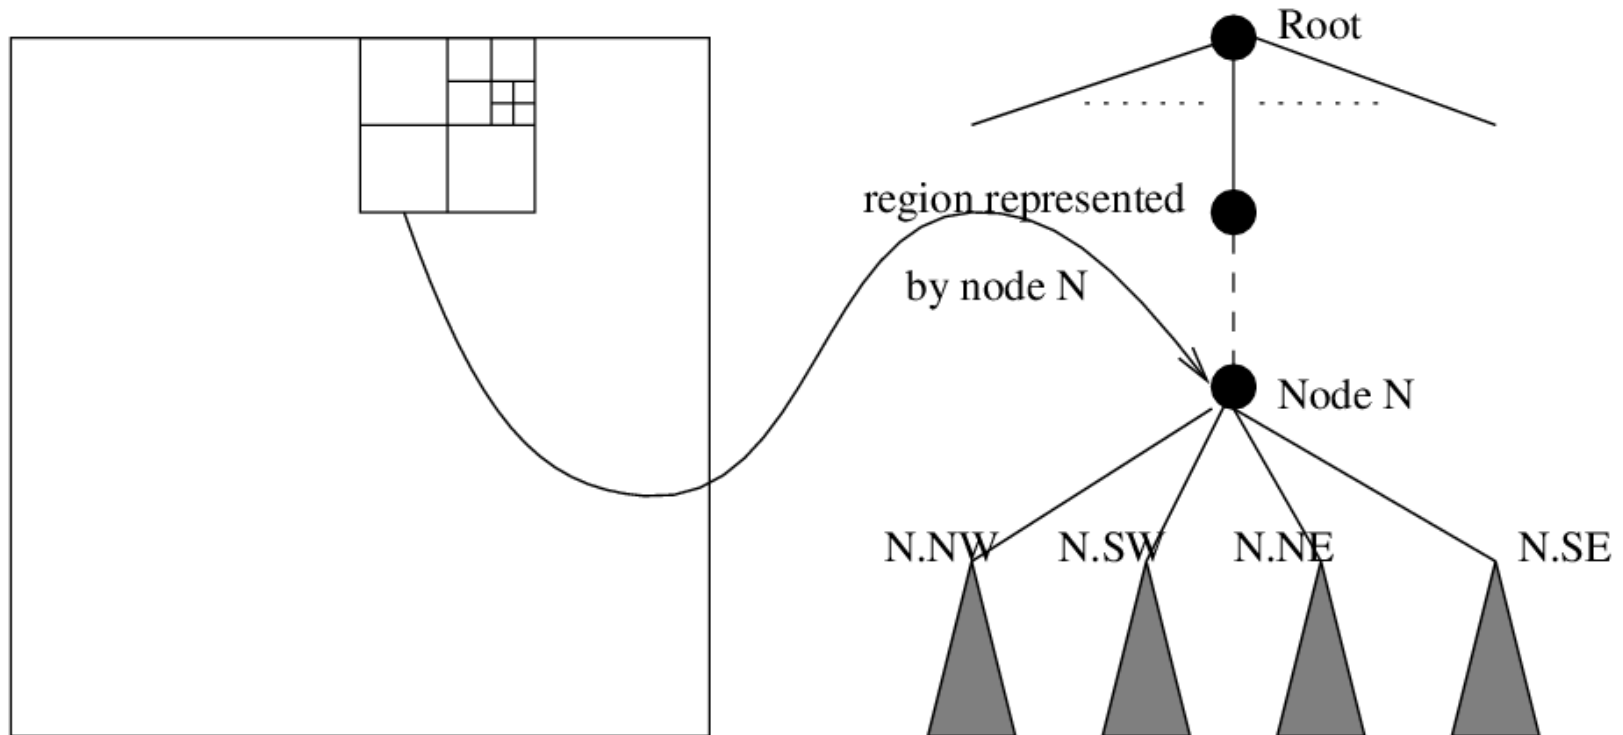 Root
region represented
by node N
Node N
N.NW N.SW N.NE N.SE